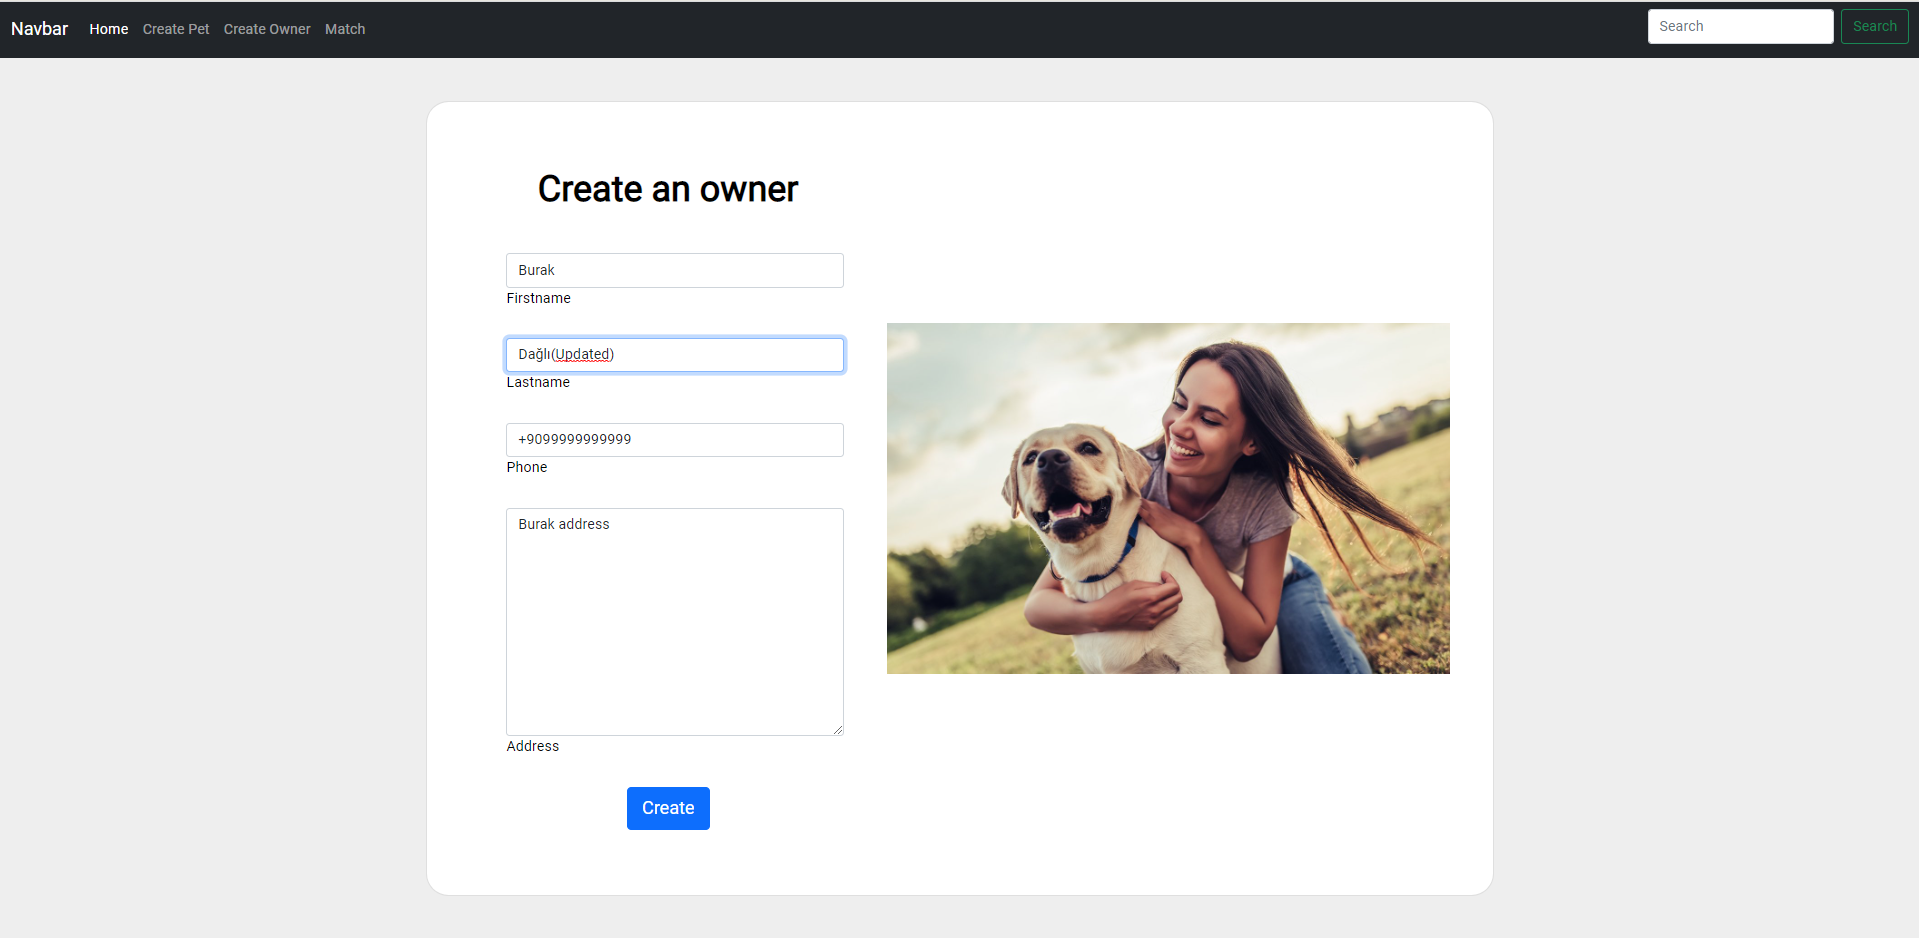 Navbar Home Create Pet Create Owner Match Search Search
Create an owner
Burak
Firstname
Dağlı(Updated)
Lastname
+9099999999999
Phone
Burak address
Address
Create